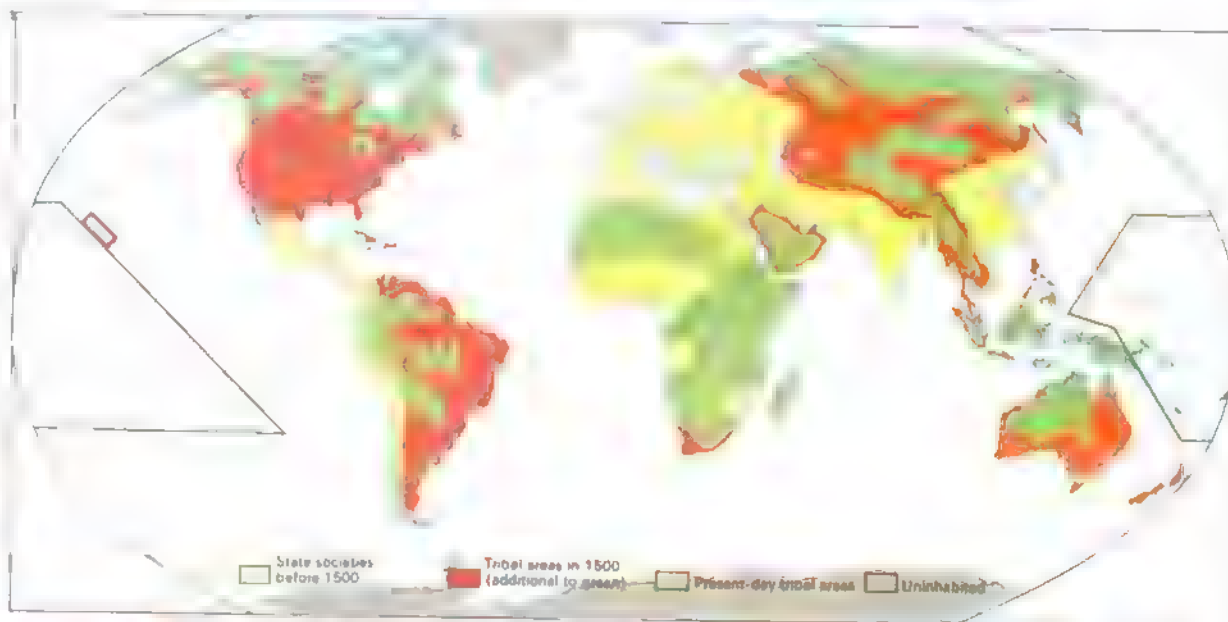 State societies
before 1500
Tribal areas in 1500
(additional to green)
Present-day tribal areas
Uninhabited